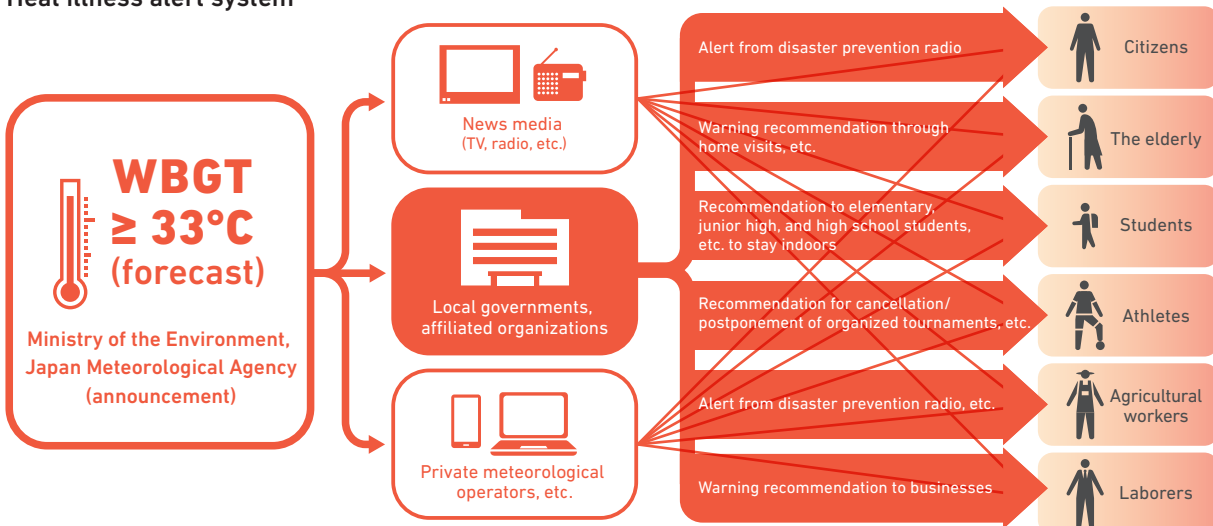 Heat illness alert system
WBGT
≥ 33°C
(forecast)
Ministry of the Environment,
Japan Meteorological Agency
(announcement)
News media
(TV, radio, etc.)
Local governments,
affiliated organizations
Private meteorological
operators, etc.
Alert from disaster prevention radio
Warning recommendation through
home visits, etc.
Recommendation to elementary,
junior high, and high school students,
etc. to stay indoors
Recommendation for cancellation/
postponement of organized tournaments, etc.
Alert from disaster prevention radio, etc.
Warning recommendation to businesses
Citizens
The elderly
Students
Athletes
Agricultural
workers
Laborers